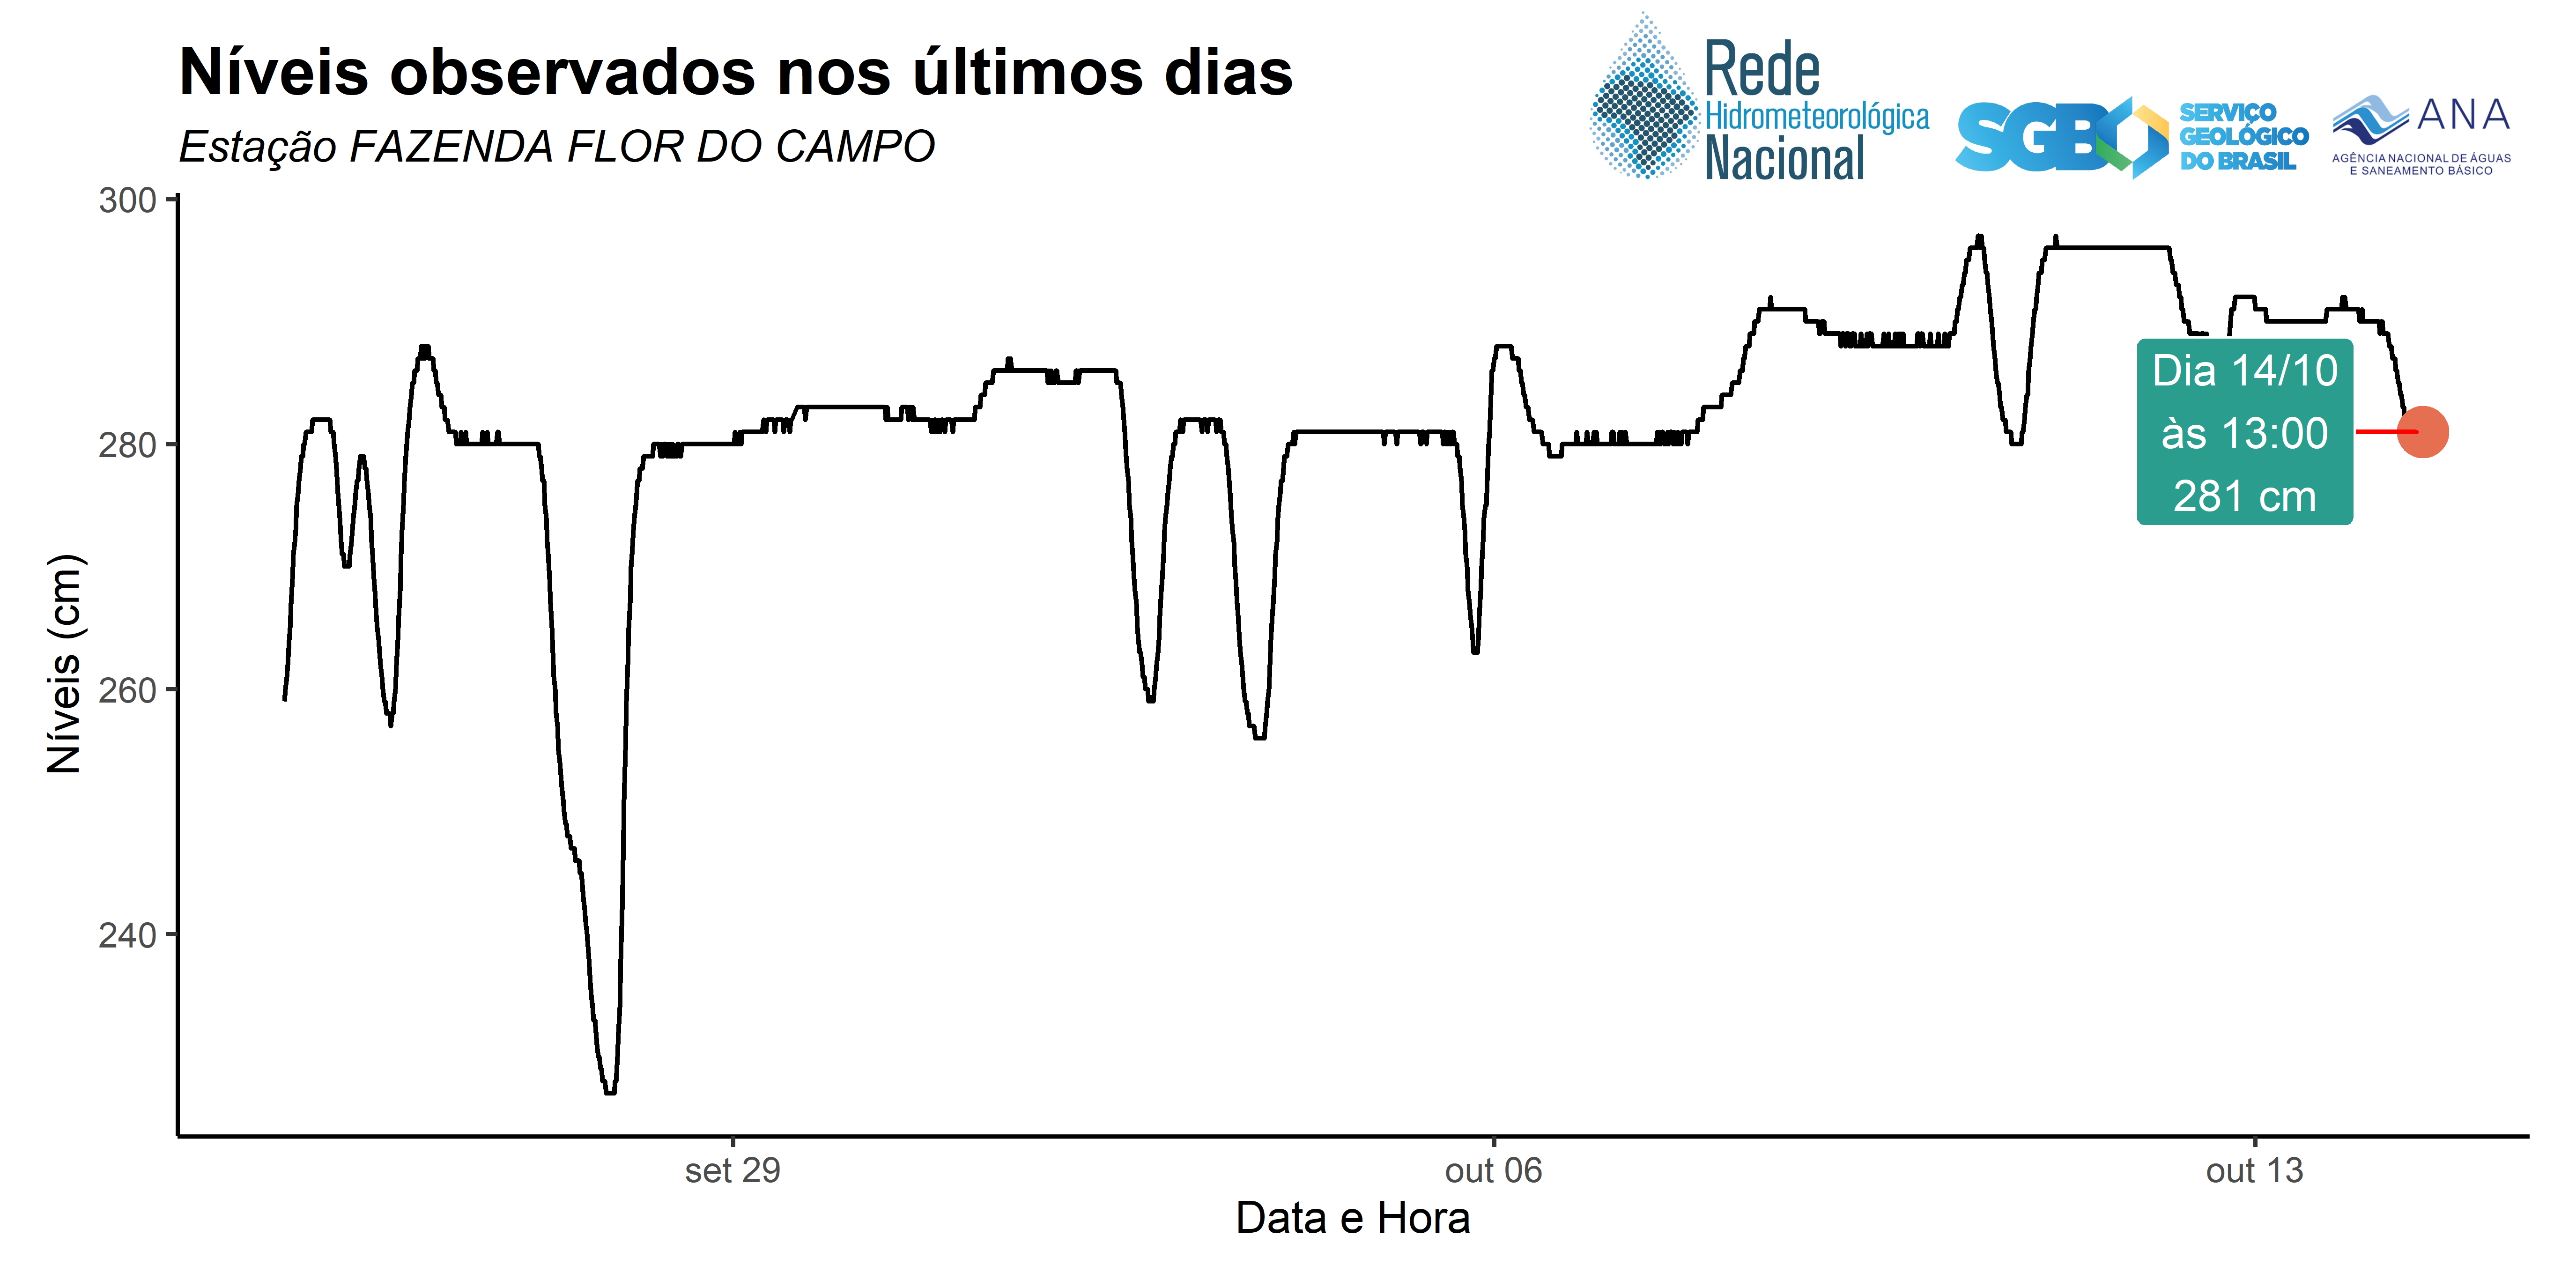 Níveis observados nos últimos dias
Estação FAZENDA FLOR DO CAMPO
Rede
Hidrometeorológica
Nacional
SGB
SERVIÇO
GEOLÓGICO
DO BRASIL
ANA
AGÊNCIA NACIONAL DE ÁGUAS
E SANEAMENTO BÁSICO
300
280
260
240
Níveis (cm)
Dia 14/10
às 13:00
281 cm
set 29
out 06
out 13
Data e Hora